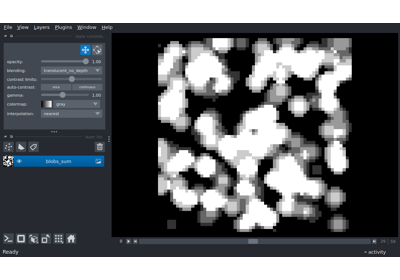 File View Layers Plugins Window Help
opacity: 1.00
blending: translucent_no_depth
contrast limits:
auto-contrast: once continuous
gamma: 1.00
colormap: gray
interpolation: nearest
blobs_sum
Ready
activity